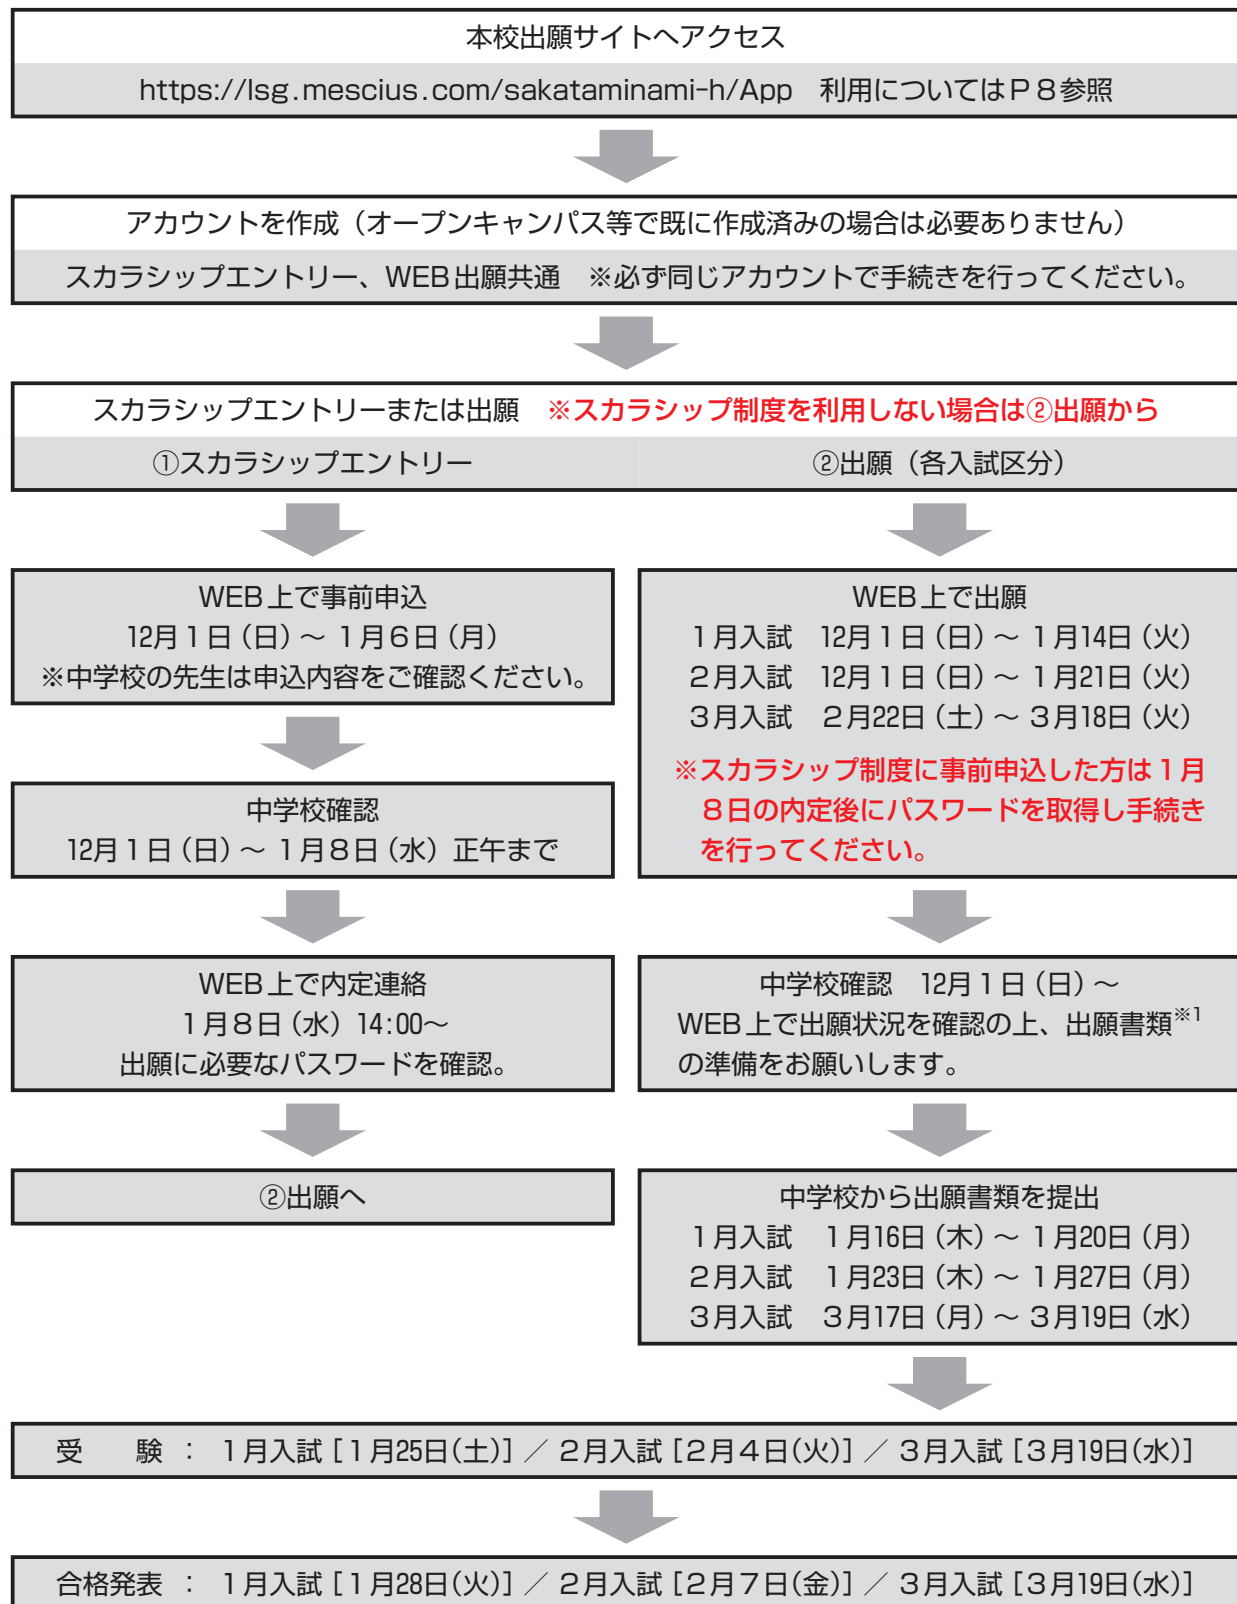 本校出願サイトへアクセス
https://lsg.mescius.com/sakataminami-h/App　利用についてはＰ８参照
アカウントを作成（オープンキャンパス等で既に作成済みの場合は必要ありません）
スカラシップエントリー、WEB出願共通　※必ず同じアカウントで手続きを行ってください。
スカラシップエントリーまたは出願　※スカラシップ制度を利用しない場合は②出願から
①スカラシップエントリー
②出願（各入試区分）
WEB上で事前申込
12月１日（日）～１月６日（月）
※中学校の先生は申込内容をご確認ください。
中学校確認
12月１日（日）～１月８日（水）正午まで
WEB上で内定連絡
１月８日（水）14:00～
出願に必要なパスワードを確認。
②出願へ
WEB上で出願
１月入試　12月１日（日）～１月14日（火）
２月入試　12月１日（日）～１月21日（火）
３月入試　２月22日（土）～３月18日（火）
※スカラシップ制度に事前申込した方は１月
８日の内定後にパスワードを取得し手続き
を行ってください。
中学校確認　12月１日（日）～
WEB上で出願状況を確認の上、出願書類※1
の準備をお願いします。
中学校から出願書類を提出
１月入試　１月16日（木）～１月20日（月）
２月入試　１月23日（木）～１月27日（月）
３月入試　３月17日（月）～３月19日（水）
受　験　：　１月入試［１月25日(土)］／２月入試［２月４日(火)］／３月入試［３月19日(水)］
合格発表　：　１月入試［１月28日(火)］／２月入試［２月７日(金)］／３月入試［３月19日(水)］